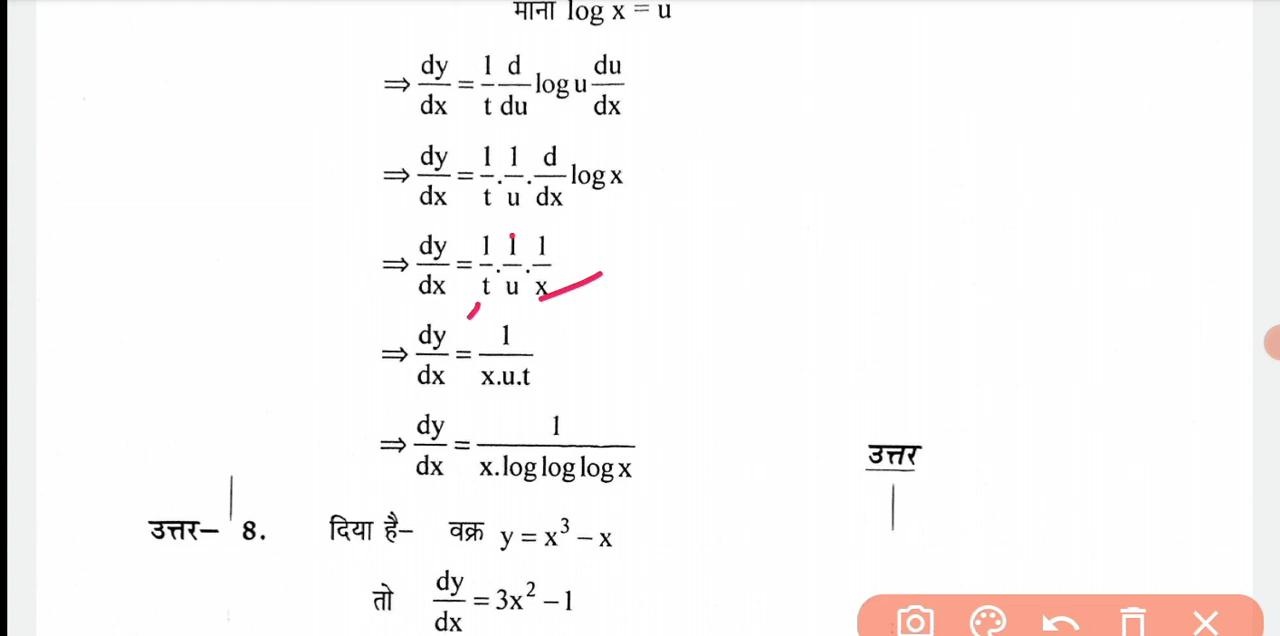 माना log x = u
⇒ dy/dx = 1/t d/du log u du/dx
⇒ dy/dx = 1/t . 1/u . d/dx log x
⇒ dy/dx = 1/t . 1/u . 1/x
⇒ dy/dx = 1/x.u.t
⇒ dy/dx = 1/x.log log log x
उत्तर
उत्तर– 8. दिया है– वक्र y = x³ – x
तो dy/dx = 3x² – 1